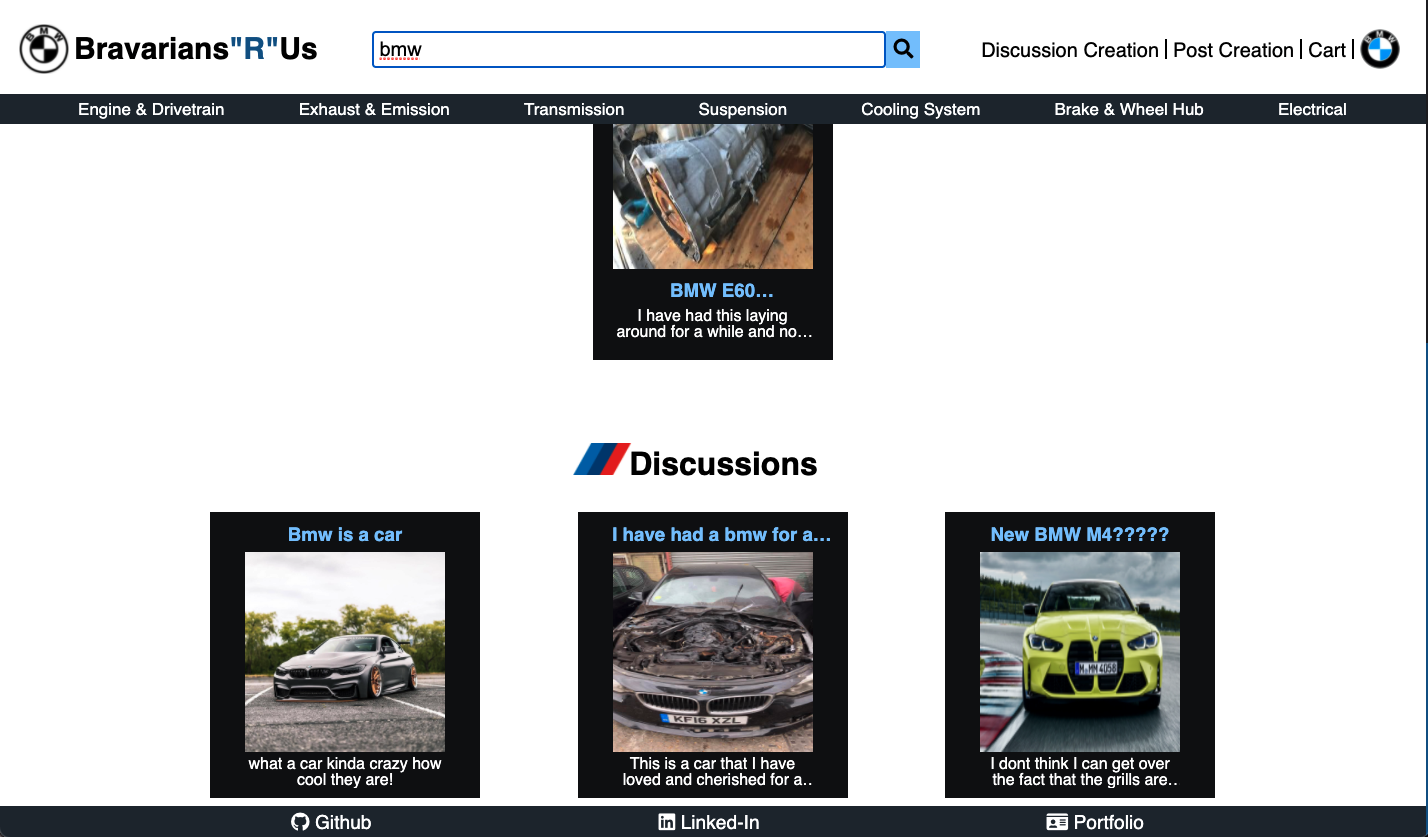 Bravarians"R"Us
bmw
Discussion Creation | Post Creation | Cart |
Engine & Drivetrain
Exhaust & Emission
Transmission
Suspension
Cooling System
Brake & Wheel Hub
Electrical
BMW E60...
I have had this laying
around for a while and no...
Discussions
Bmw is a car
what a car kinda crazy how
cool they are!
I have had a bmw for a...
KF16 XZL
This is a car that I have
loved and cherished for a..
New BMW M4?????
M·MM 4058
I dont think I can get over
the fact that the grills are..
Github
Linked-In
Portfolio